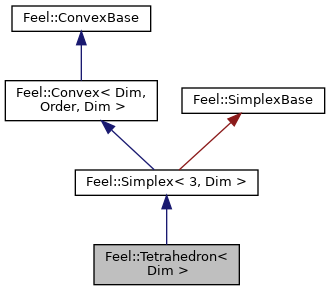 Feel::ConvexBase
Feel::Convex< Dim,
Order, Dim >
Feel::SimplexBase
Feel::Simplex< 3, Dim >
Feel::Tetrahedron<
Dim >